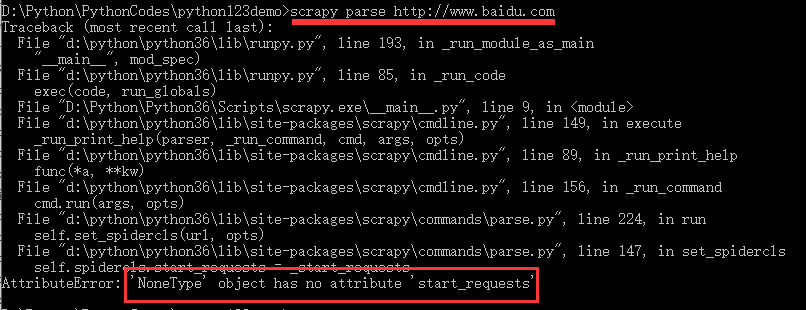 D:\Python\PythonCodes\python123demo>scrapy parse http://www.baidu.com
Traceback (most recent call last):
File "d:\python\python36\lib\runpy.py", line 193, in _run_module_as_main
"__main__", mod_spec)
File "d:\python\python36\lib\runpy.py", line 85, in _run_code
exec(code, run_globals)
File "D:\Python\Python36\Scripts\scrapy.exe\__main__.py", line 9, in <module>
File "d:\python\python36\lib\site-packages\scrapy\cmdline.py", line 149, in execute
_run_print_help(parser, _run_command, cmd, args, opts)
File "d:\python\python36\lib\site-packages\scrapy\cmdline.py", line 89, in _run_print_help
func(*a, **kw)
File "d:\python\python36\lib\site-packages\scrapy\cmdline.py", line 156, in _run_command
cmd.run(args, opts)
File "d:\python\python36\lib\site-packages\scrapy\commands\parse.py", line 224, in run
self.set_spidercls(url, opts)
File "d:\python\python36\lib\site-packages\scrapy\commands\parse.py", line 147, in set_spidercls
self.spidercls.start_requests = _start_requests
AttributeError: 'NoneType' object has no attribute 'start_requests'